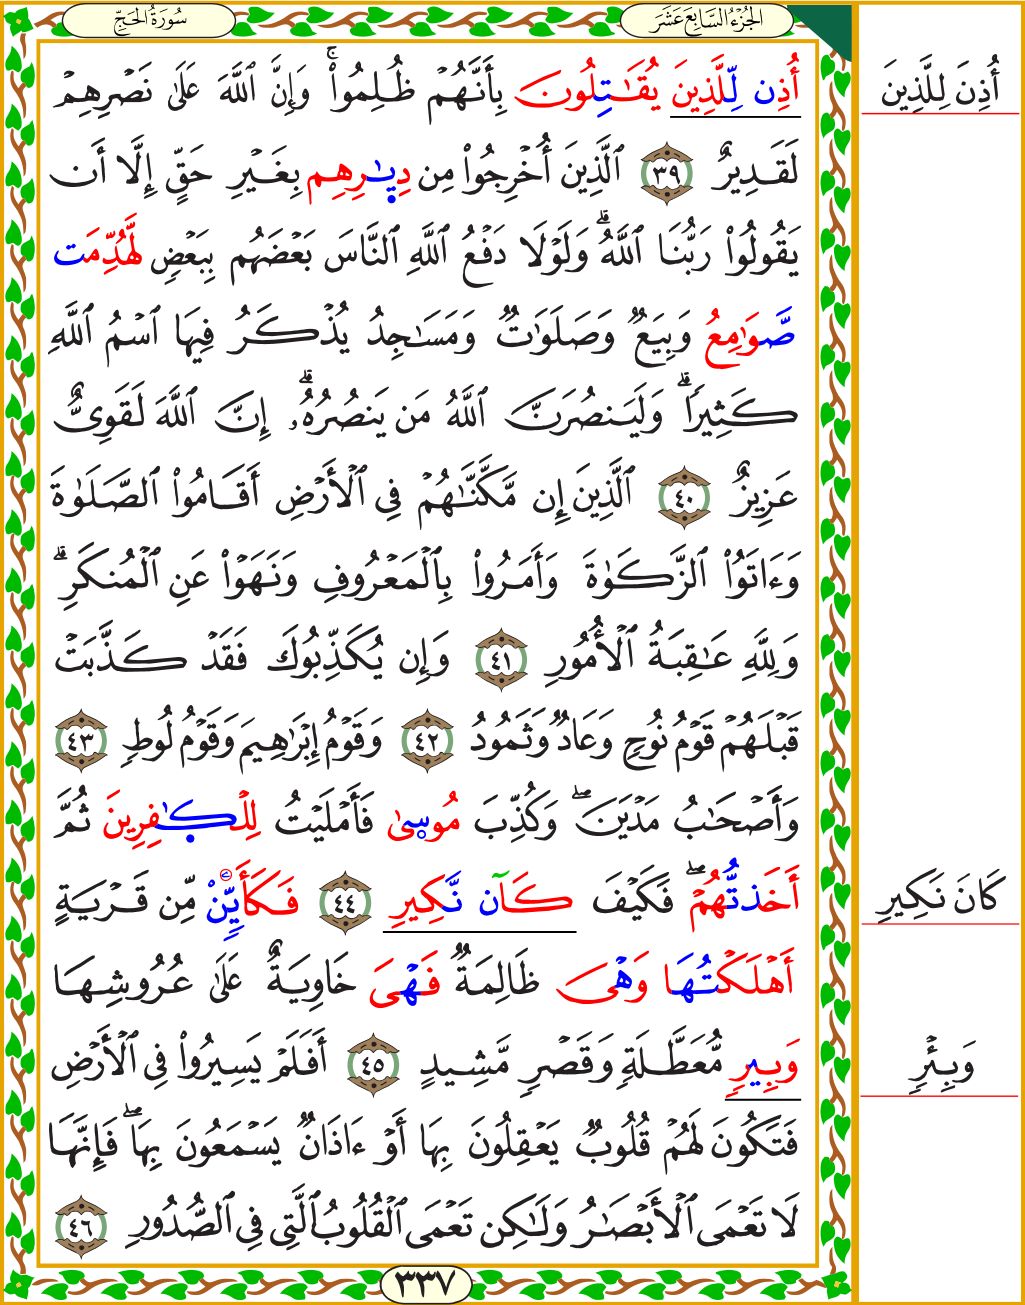 الجُزْءُ السَّابِعَ عَشَرَ
سُورَةُ الحَجِّ
أُذِن لِّلَّذِينَ يُقَٰتِلُونَ بِأَنَّهُمْ ظُلِمُواْۚ وَإِنَّ ٱللَّهَ عَلَىٰ نَصْرِهِمْ
لَقَدِيرٌ ٣٩ ٱلَّذِينَ أُخْرِجُواْ مِن دِيَٰرِهِم بِغَيْرِ حَقٍّ إِلَّآ أَن
يَقُولُواْ رَبُّنَا ٱللَّهُۗ وَلَوْلَا دَفْعُ ٱللَّهِ ٱلنَّاسَ بَعْضَهُم بِبَعْضٍ لَّهُدِّمَت
صَّوَٰمِعُ وَبِيَعٌ وَصَلَوَٰتٌ وَمَسَٰجِدُ يُذْكَرُ فِيهَا ٱسْمُ ٱللَّهِ
كَثِيرًاۗ وَلَيَنصُرَنَّ ٱللَّهُ مَن يَنصُرُهُۥٓۗ إِنَّ ٱللَّهَ لَقَوِيٌّ
عَزِيزٌ ٤٠ ٱلَّذِينَ إِن مَّكَّنَّٰهُمْ فِي ٱلْأَرْضِ أَقَامُواْ ٱلصَّلَوٰةَ
وَءَاتَوُاْ ٱلزَّكَوٰةَ وَأَمَرُواْ بِٱلْمَعْرُوفِ وَنَهَوْاْ عَنِ ٱلْمُنكَرِۗ
وَلِلَّهِ عَٰقِبَةُ ٱلْأُمُورِ ٤١ وَإِن يُكَذِّبُوكَ فَقَدْ كَذَّبَتْ
قَبْلَهُمْ قَوْمُ نُوحٍ وَعَادٌ وَثَمُودُ ٤٢ وَقَوْمُ إِبْرَٰهِيمَ وَقَوْمُ لُوطٍ ٤٣
وَأَصْحَٰبُ مَدْيَنَۖ وَكُذِّبَ مُوسَىٰ فَأَمْلَيْتُ لِلْكَٰفِرِينَ ثُمَّ
أَخَذتُّهُمْۖ فَكَيْفَ كَآن نَّكِيرِ ٤٤ فَكَأَيِّنْ مِّن قَرْيَةٍ
أَهْلَكْتُهَا وَهْيَ ظَالِمَةٌ فَهْيَ خَاوِيَةٌ عَلَىٰ عُرُوشِهَا
وَبِيرٍ مُّعَطَّلَةٍ وَقَصْرٍ مَّشِيدٍ ٤٥ أَفَلَمْ يَسِيرُواْ فِي ٱلْأَرْضِ
فَتَكُونَ لَهُمْ قُلُوبٌ يَعْقِلُونَ بِهَآ أَوْ ءَاذَانٌ يَسْمَعُونَ بِهَاۖ فَإِنَّهَا
لَا تَعْمَى ٱلْأَبْصَٰرُ وَلَٰكِن تَعْمَى ٱلْقُلُوبُ ٱلَّتِي فِي ٱلصُّدُورِ ٤٦
٣٣٧
أُذِنَ لِلَّذِينَ
كَانَ نَكِيرِ
وَبِئْرٍ